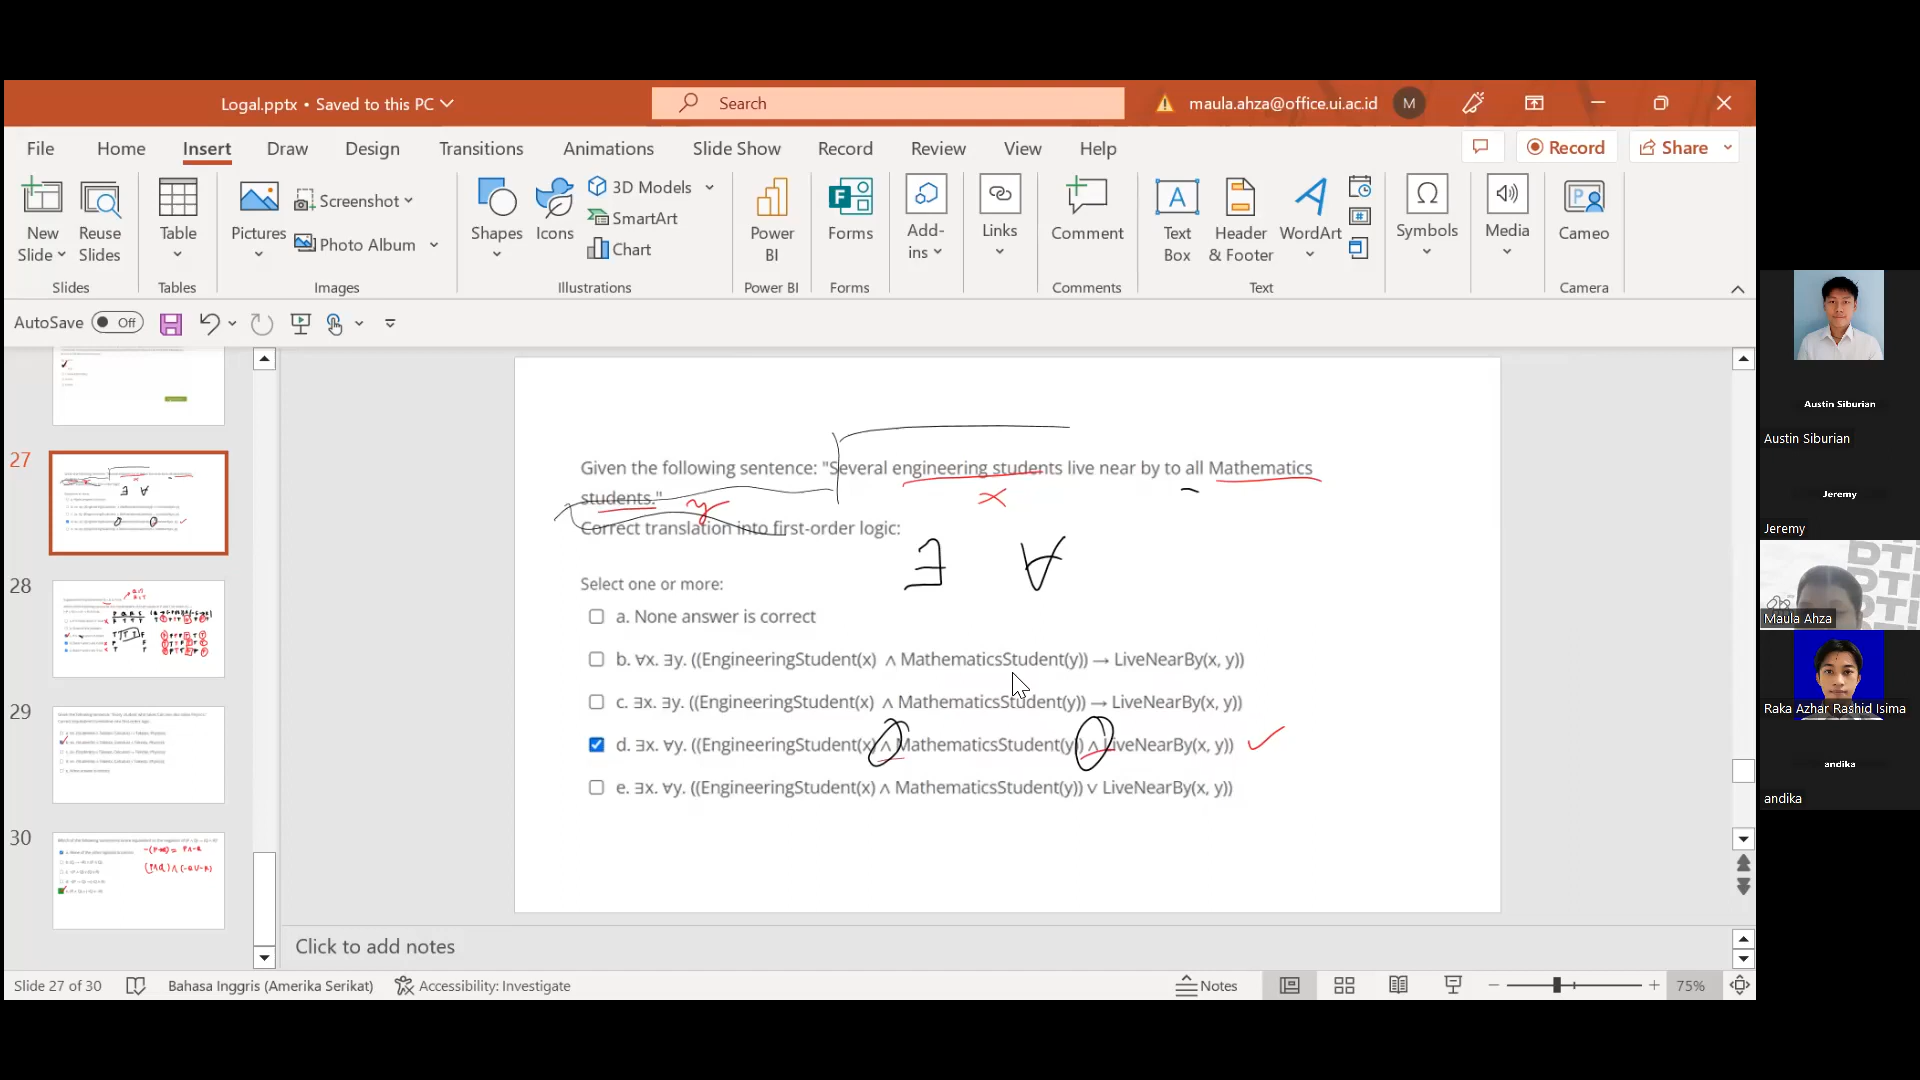 Logal.pptx • Saved to this PC
Search
maula.ahza@office.ui.ac.id
M
File Home Insert Draw Design Transitions Animations Slide Show Record Review View Help
Record
Share
New Slide
Reuse Slides
Table
Pictures
Screenshot
Photo Album
Shapes
Icons
3D Models
SmartArt
Chart
Power BI
Forms
Add-ins
Links
Comment
Text Box
Header & Footer
WordArt
Symbols
Media
Cameo
Slides Tables Images Illustrations Power BI Forms Comments Text Camera
AutoSave Off
27
28
29
30
Given the following sentence: "Several engineering students live near by to all Mathematics
students."
x
y
Correct translation into first-order logic:
∃ ∀
Select one or more:
a. None answer is correct
b. ∀x. ∃y. ((EngineeringStudent(x) ∧ MathematicsStudent(y)) → LiveNearBy(x, y))
c. ∃x. ∃y. ((EngineeringStudent(x) ∧ MathematicsStudent(y)) → LiveNearBy(x, y))
d. ∃x. ∀y. ((EngineeringStudent(x) ∧ MathematicsStudent(y)) ∧ LiveNearBy(x, y))
e. ∃x. ∀y. ((EngineeringStudent(x) ∧ MathematicsStudent(y)) ∨ LiveNearBy(x, y))
Click to add notes
Slide 27 of 30
Bahasa Inggris (Amerika Serikat)
Accessibility: Investigate
Notes
75%
Austin Siburian
Austin Siburian
Jeremy
Jeremy
Maula Ahza
Raka Azhar Rashid Isima
andika
andika